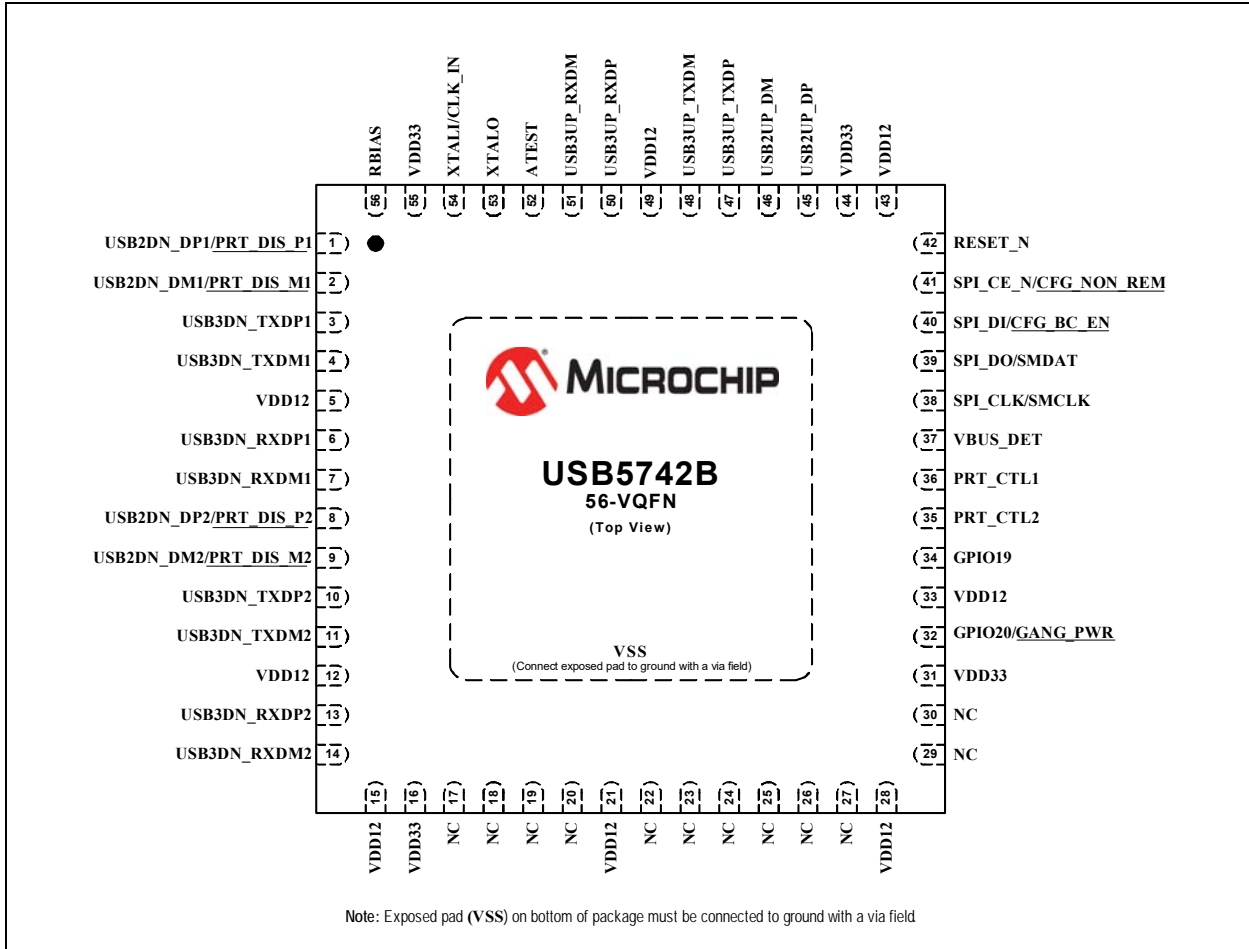 RBIAS
VDD33
XTALI/CLK_IN
XTALO
ATEST
USB3UP_RXDM
USB3UP_RXDP
VDD12
USB3UP_TXDM
USB3UP_TXDP
USB2UP_DM
USB2UP_DP
VDD33
VDD12
56 55 54 53 52 51 50 49 48 47 46 45 44 43
USB2DN_DP1/PRT_DIS_P1 1
USB2DN_DM1/PRT_DIS_M1 2
USB3DN_TXDP1 3
USB3DN_TXDM1 4
VDD12 5
USB3DN_RXDP1 6
USB3DN_RXDM1 7
USB2DN_DP2/PRT_DIS_P2 8
USB2DN_DM2/PRT_DIS_M2 9
USB3DN_TXDP2 10
USB3DN_TXDM2 11
VDD12 12
USB3DN_RXDP2 13
USB3DN_RXDM2 14
MICROCHIP
®
USB5742B
56-VQFN
(Top View)
VSS
(Connect exposed pad to ground with a via field)
42 RESET_N
41 SPI_CE_N/CFG_NON_REM
40 SPI_DI/CFG_BC_EN
39 SPI_DO/SMDAT
38 SPI_CLK/SMCLK
37 VBUS_DET
36 PRT_CTL1
35 PRT_CTL2
34 GPIO19
33 VDD12
32 GPIO20/GANG_PWR
31 VDD33
30 NC
29 NC
15 16 17 18 19 20 21 22 23 24 25 26 27 28
VDD12
VDD33
NC
NC
NC
NC
VDD12
NC
NC
NC
NC
NC
NC
VDD12
Note: Exposed pad (VSS) on bottom of package must be connected to ground with a via field